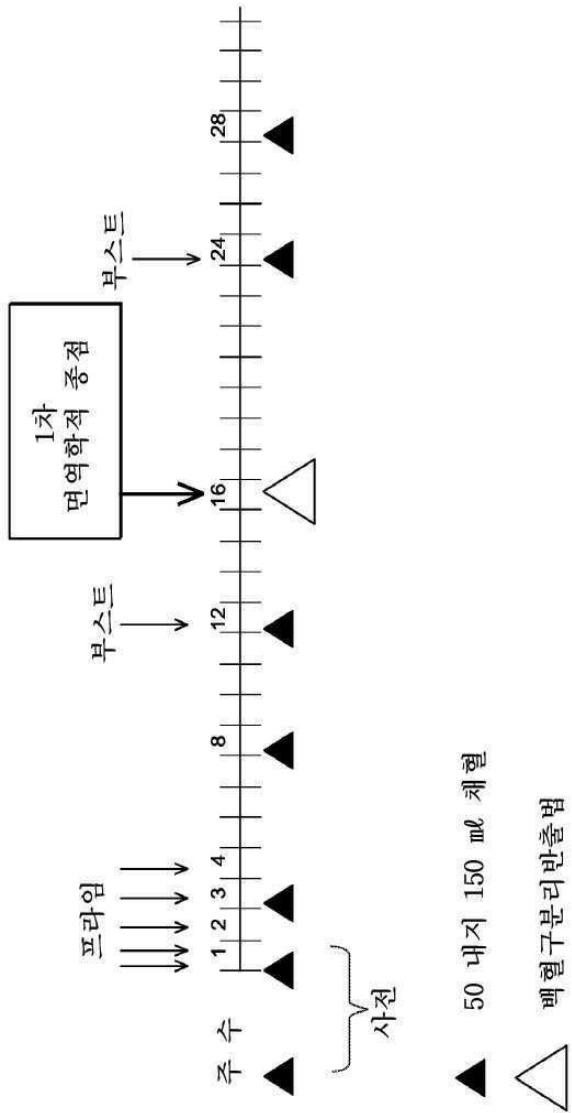 1차
면역학적 종점
프라임
부스트
부스트
주 수
1 2 3 4 8 12 16 24 28
사전
50 내지 150 ㎖ 채혈
백혈구분리반출법